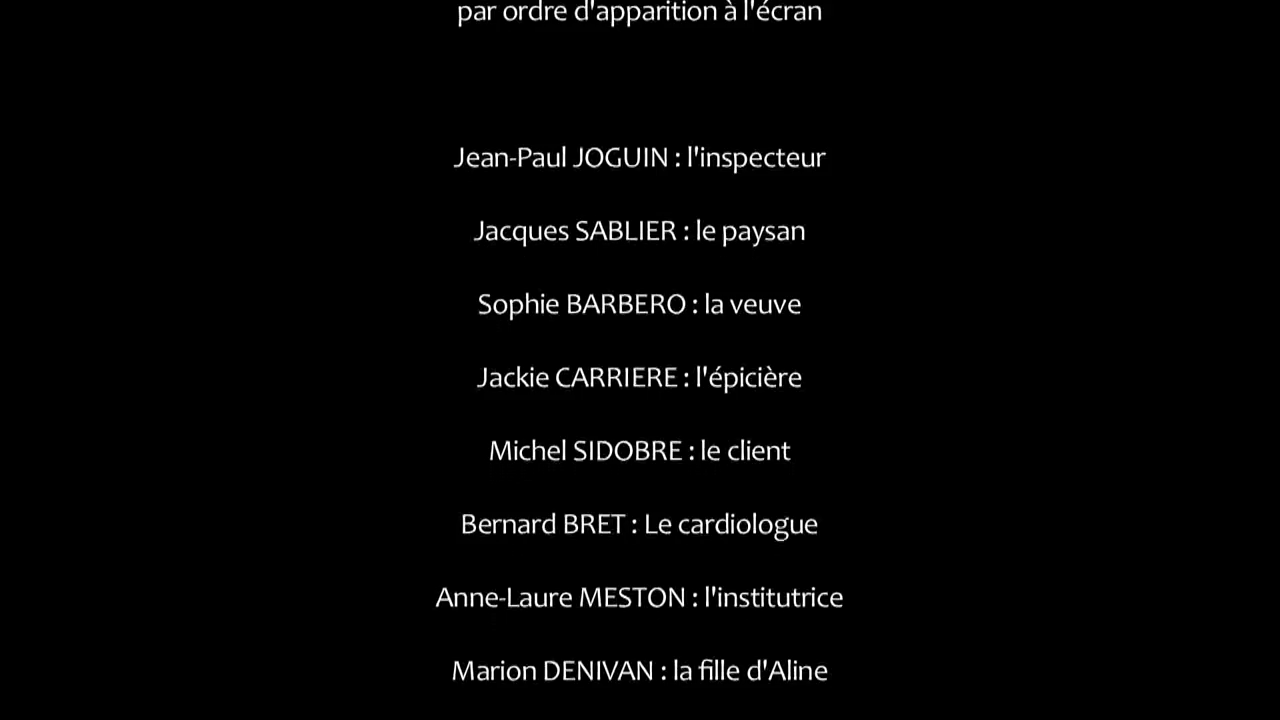 par ordre d'apparition à l'écran
Jean-Paul JOGUIN : l'inspecteur
Jacques SABLIER : le paysan
Sophie BARBERO : la veuve
Jackie CARRIERE : l'épicière
Michel SIDOBRE : le client
Bernard BRET : Le cardiologue
Anne-Laure MESTON : l'institutrice
Marion DENIVAN : la fille d'Aline